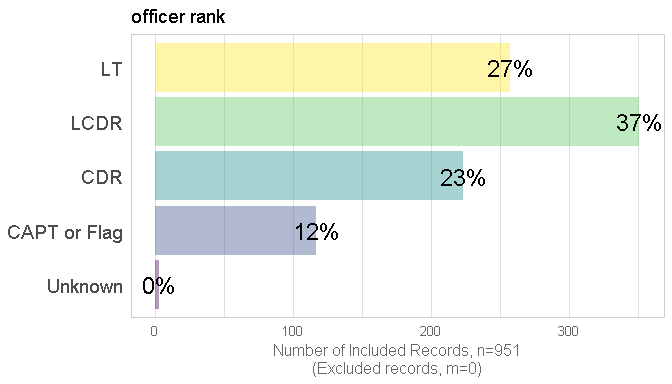 officer rank
LT
27%
LCDR
37%
CDR
23%
CAPT or Flag
12%
Unknown
0%
0 100 200 300
Number of Included Records, n=951
(Excluded records, m=0)